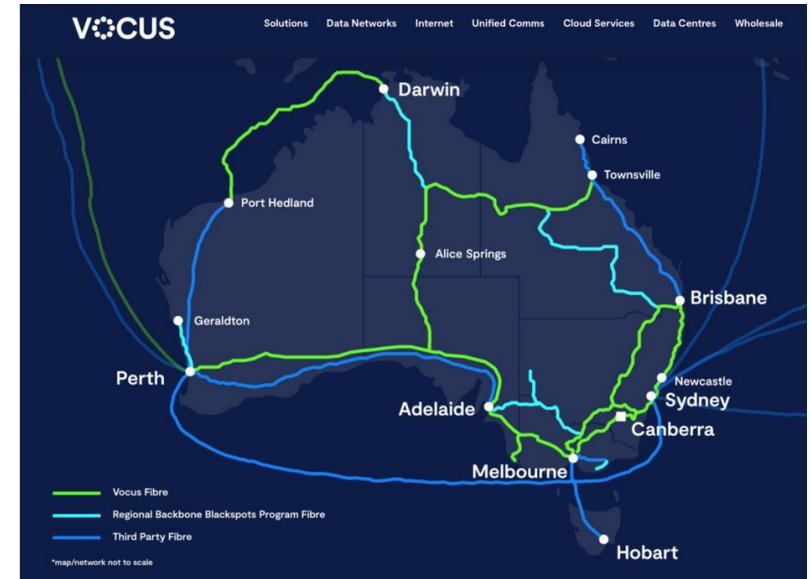 VOCUS
Solutions Data Networks Internet Unified Comms Cloud Services Data Centres Wholesale
Darwin
Cairns
Townsville
Port Hedland
Alice Springs
Brisbane
Geraldton
Perth
Newcastle
Sydney
Adelaide
Canberra
Melbourne
Vocus Fibre
Regional Backbone Blackspots Program Fibre
Third Party Fibre
Hobart
*map/network not to scale